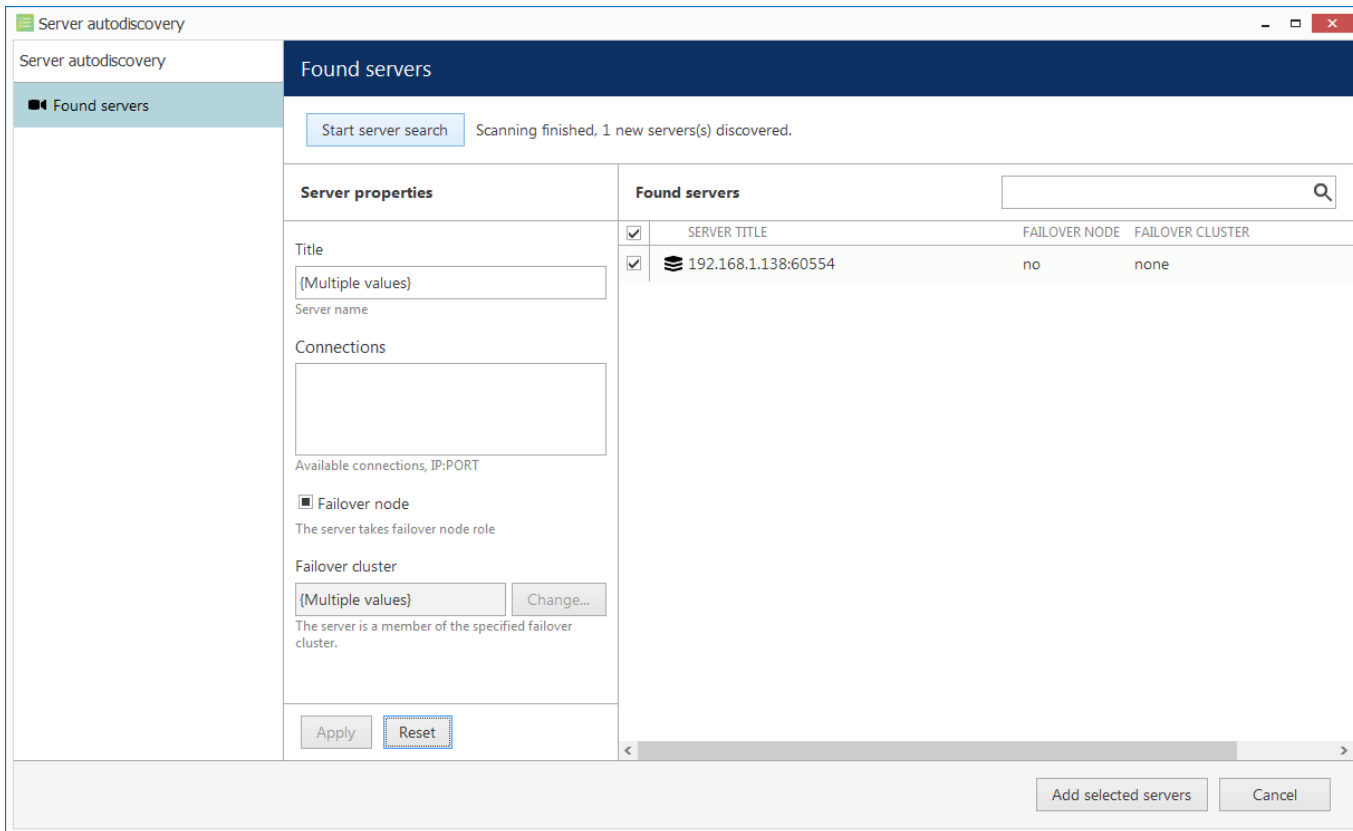 Server autodiscovery
Server autodiscovery
Found servers
Found servers
Start server search
Scanning finished, 1 new servers(s) discovered.
Server properties
Title
{Multiple values}
Server name
Connections
Available connections, IP:PORT
Failover node
The server takes failover node role
Failover cluster
{Multiple values}
Change...
The server is a member of the specified failover
cluster.
Apply
Reset
Found servers
SERVER TITLE
FAILOVER NODE
FAILOVER CLUSTER
192.168.1.138:60554
no
none
Add selected servers
Cancel